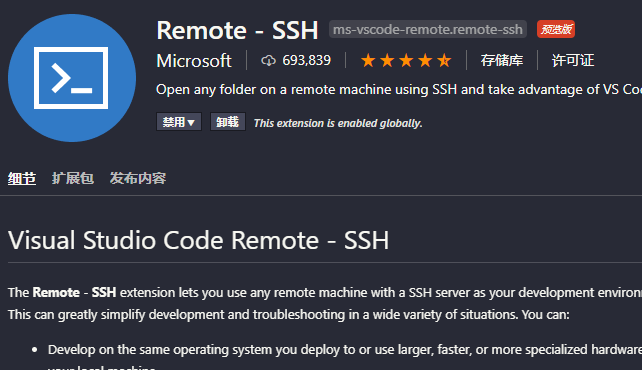 Remote - SSH ms-vscode-remote.remote-ssh 预览版
Microsoft 693,839 存储库 许可证
Open any folder on a remote machine using SSH and take advantage of VS
禁用 卸载 This extension is enabled globally.
细节 扩展包 发布内容
Visual Studio Code Remote - SSH
The Remote - SSH extension lets you use any remote machine with a SSH server as your development
This can greatly simplify development and troubleshooting in a wide variety of situations. You can:
• Develop on the same operating system you deploy to or use larger, faster, or more specialized hardware
your local machine